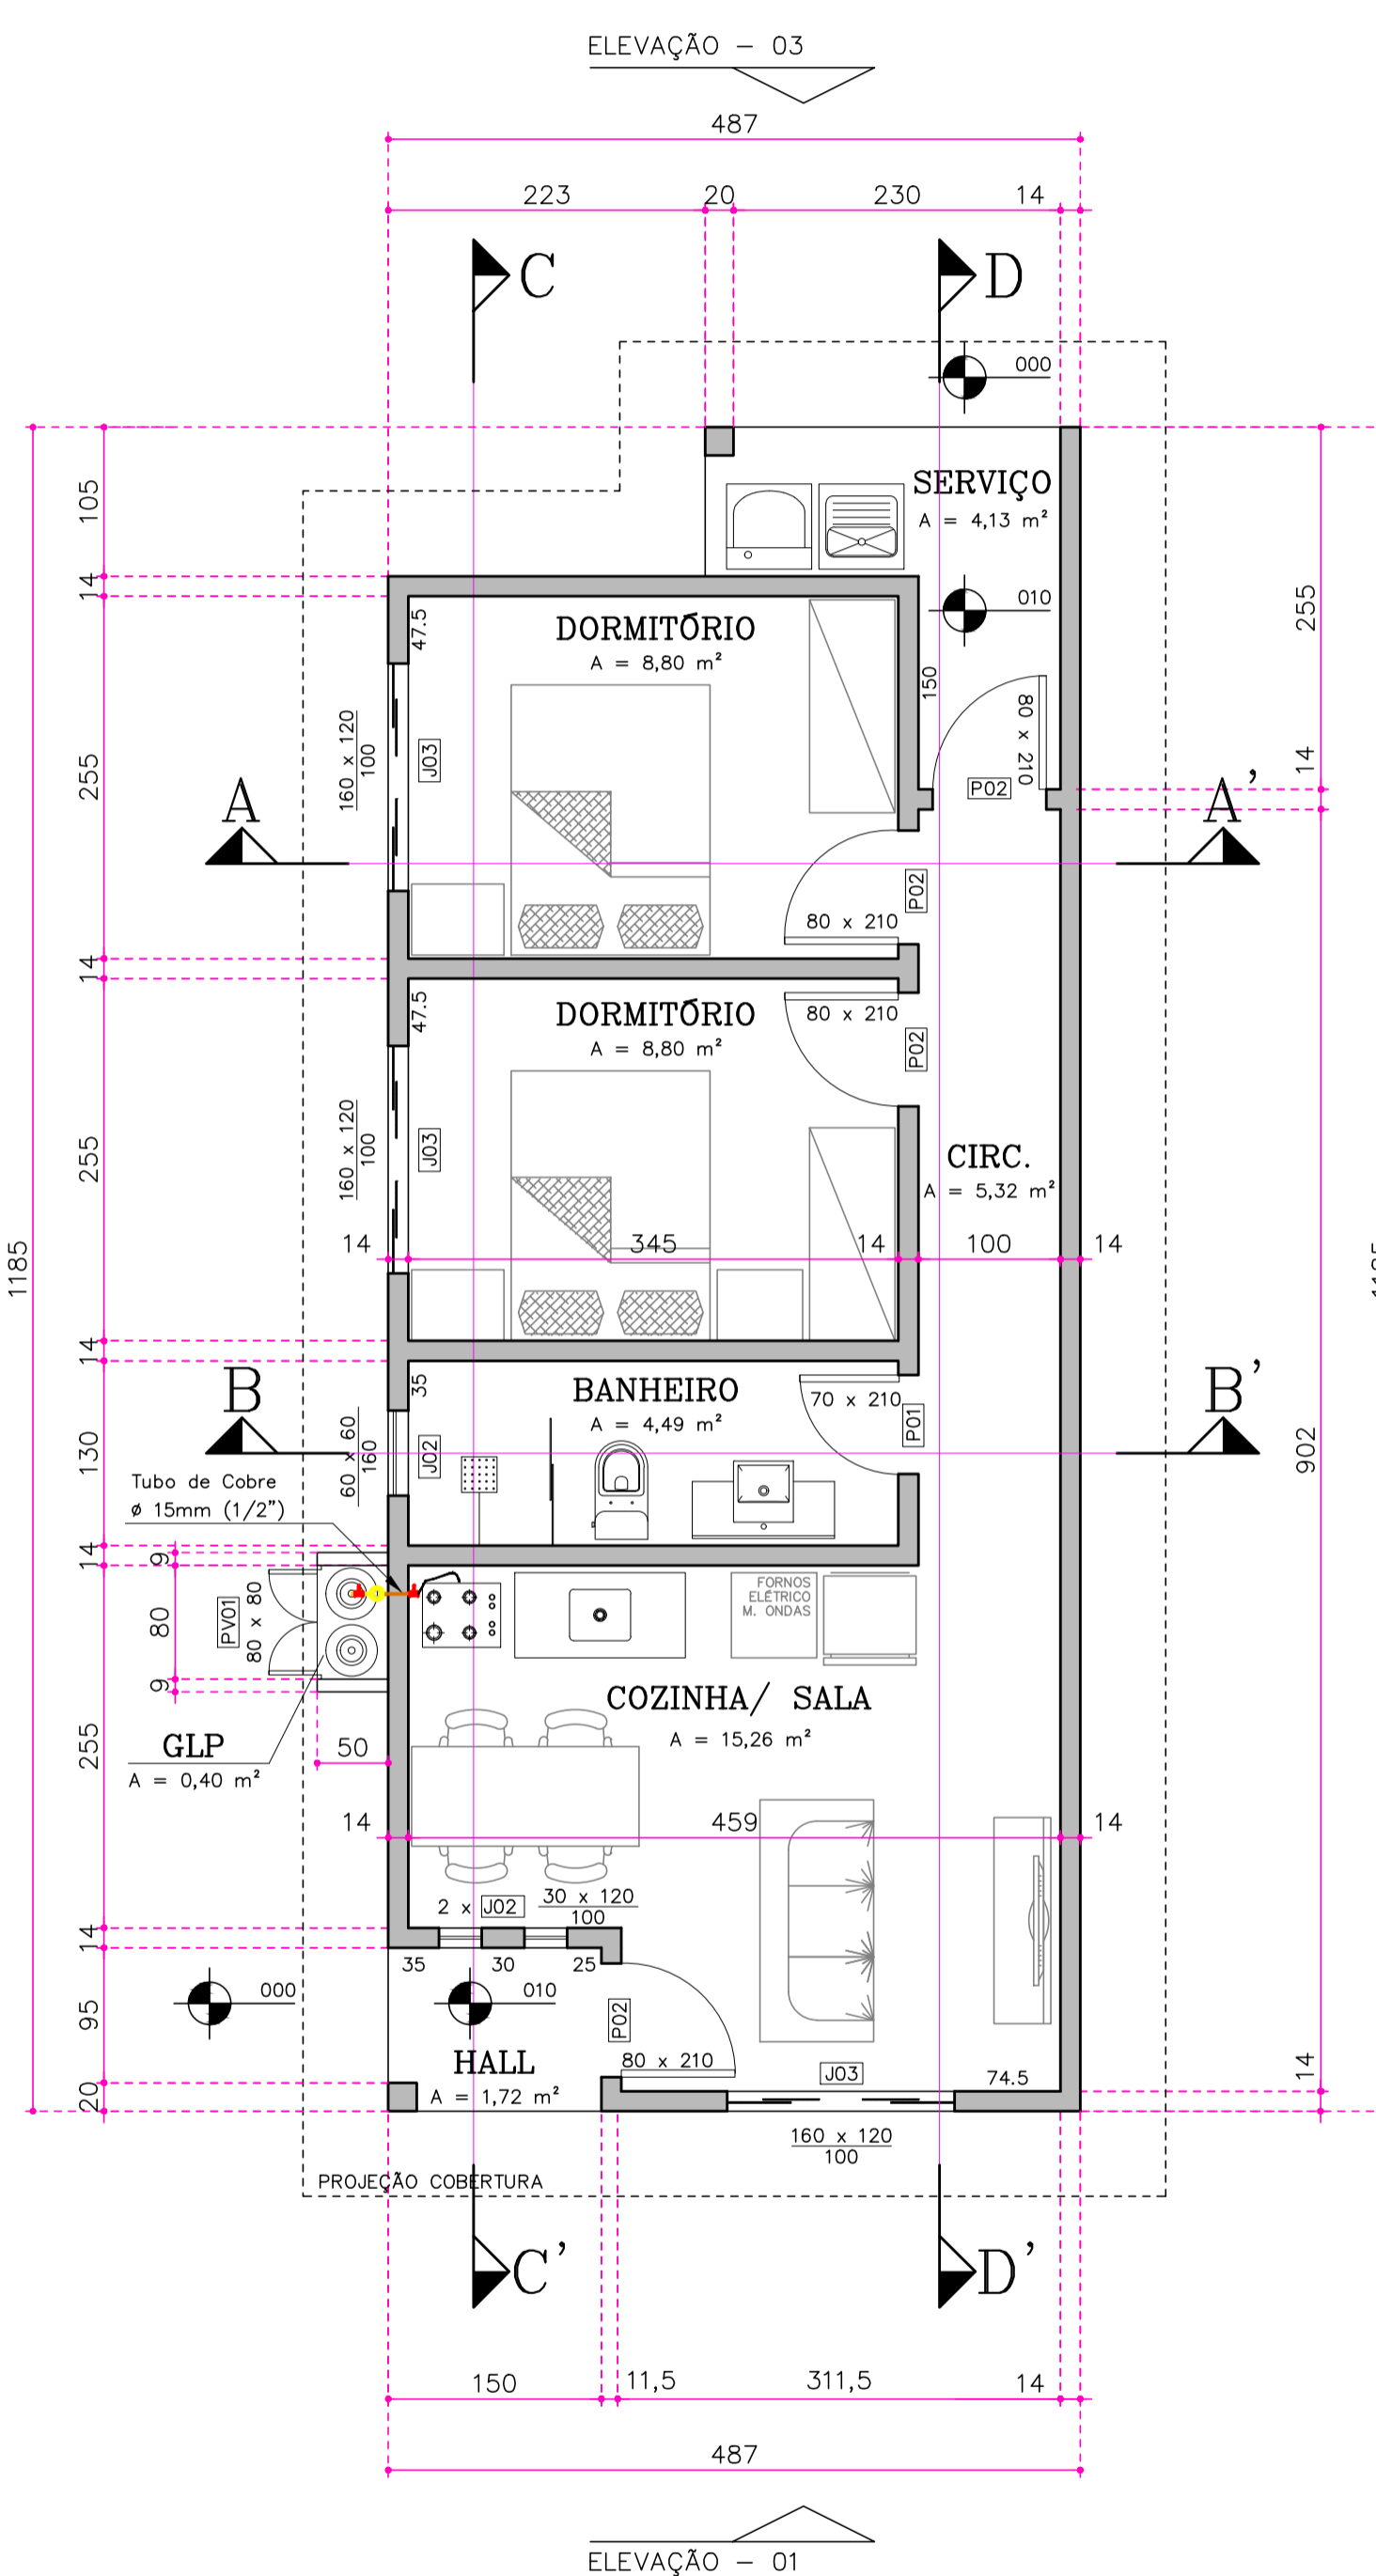 ELEVAÇÃO - 03
487
223
20
230
14
C
D
000
105
SERVIÇO
A = 4,13 m²
14
010
255
47.5
DORMITÓRIO
A = 8,80 m²
150
80 x 210
14
P02
160 x 120
100
J03
255
A
A'
P02
80 x 210
14
47.5
DORMITÓRIO
A = 8,80 m²
80 x 210
P02
160 x 120
100
J03
255
CIRC.
A = 5,32 m²
1185
14
345
14
100
14
14
35
BANHEIRO
A = 4,49 m²
70 x 210
P01
B
B'
60 x 60
160
J02
130
902
Tubo de Cobre
ø 15mm (1/2")
14
9
80
9
PV01
80 x 80
FORNOS
ELÉTRICO
M. ONDAS
COZINHA/ SALA
A = 15,26 m²
GLP
A = 0,40 m²
50
255
14
459
14
2 x J02
30 x 120
100
14
35
30
25
000
010
95
P02
HALL
A = 1,72 m²
80 x 210
J03
74.5
14
20
160 x 120
100
PROJEÇÃO COBERTURA
C'
D'
150
11,5
311,5
14
487
ELEVAÇÃO - 01